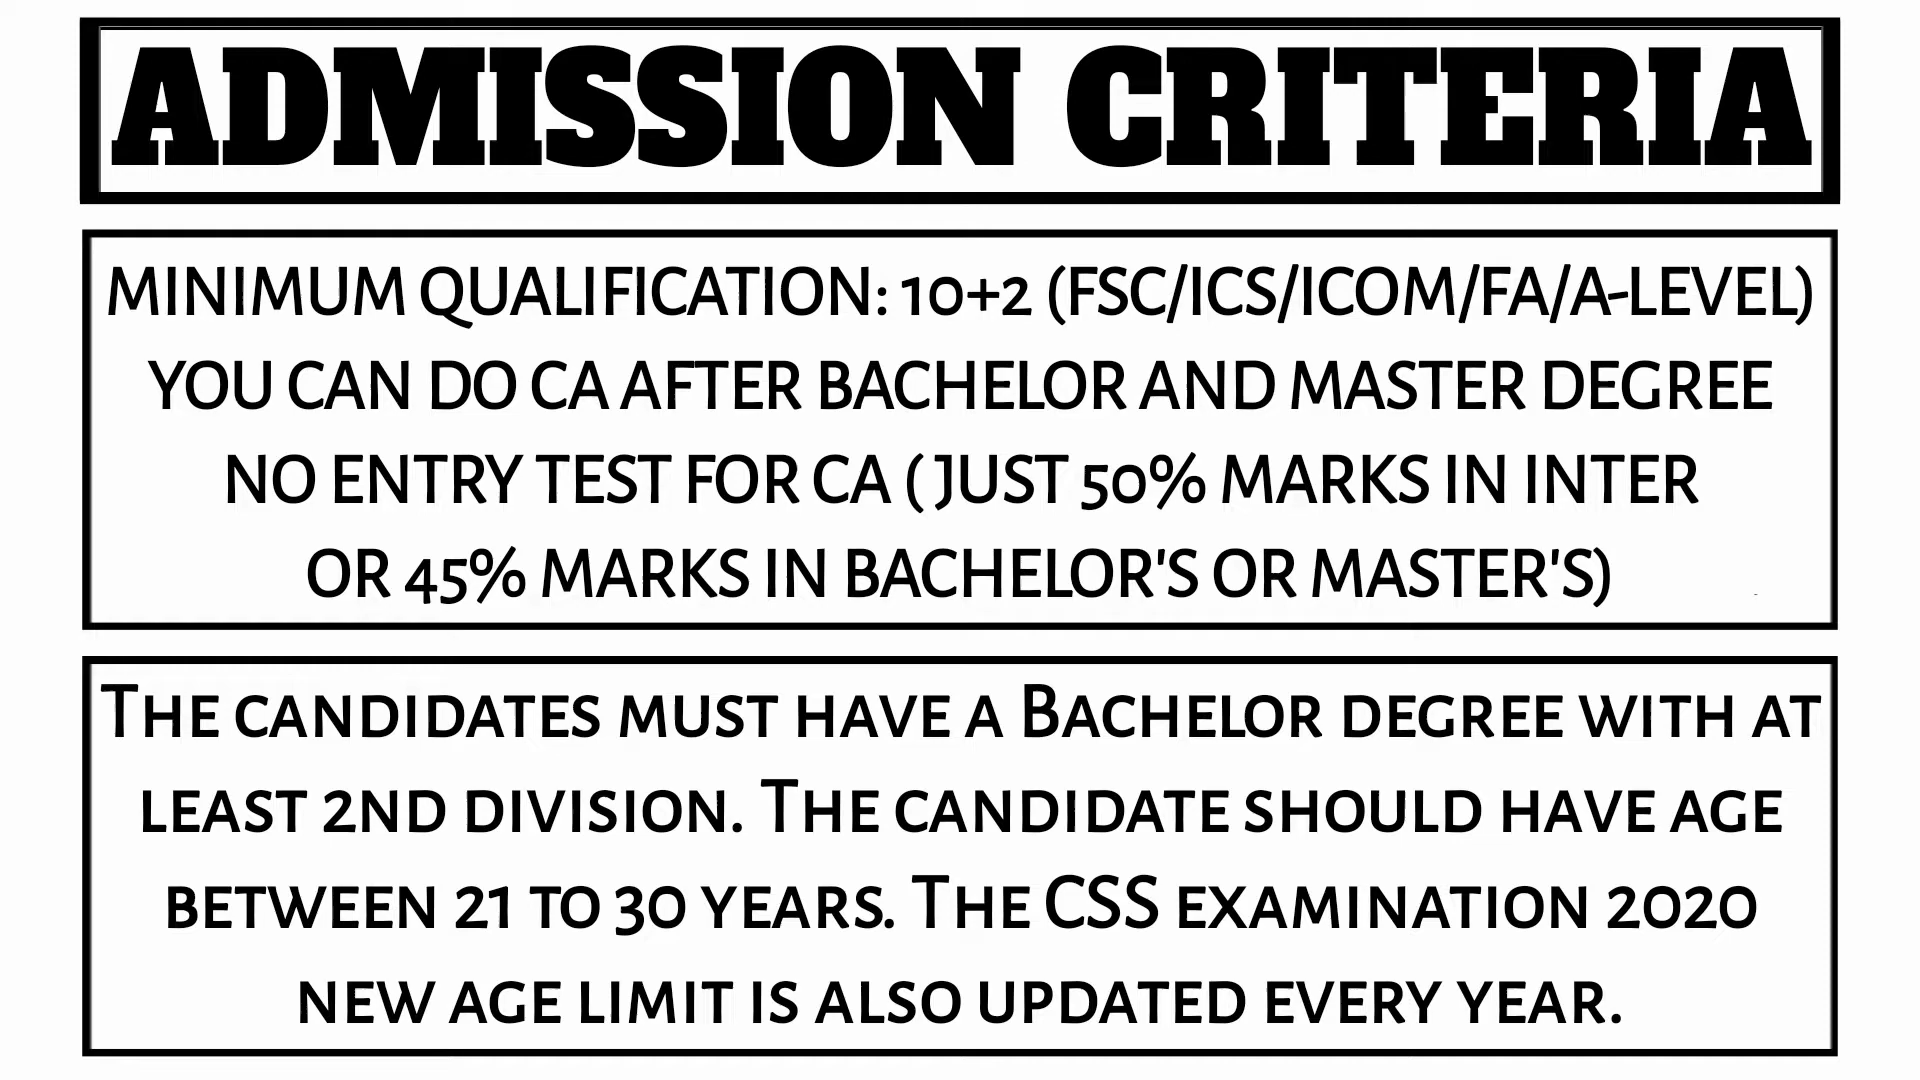 ADMISSION CRITERIA
MINIMUM QUALIFICATION: 10+2 (FSC/ICS/ICOM/FA/A-LEVEL)
YOU CAN DO CA AFTER BACHELOR AND MASTER DEGREE
NO ENTRY TEST FOR CA ( JUST 50% MARKS IN INTER
OR 45% MARKS IN BACHELOR'S OR MASTER'S)
The candidates must have a Bachelor degree with at
least 2nd division. The candidate should have age
between 21 to 30 years. The CSS examination 2020
new age limit is also updated every year.